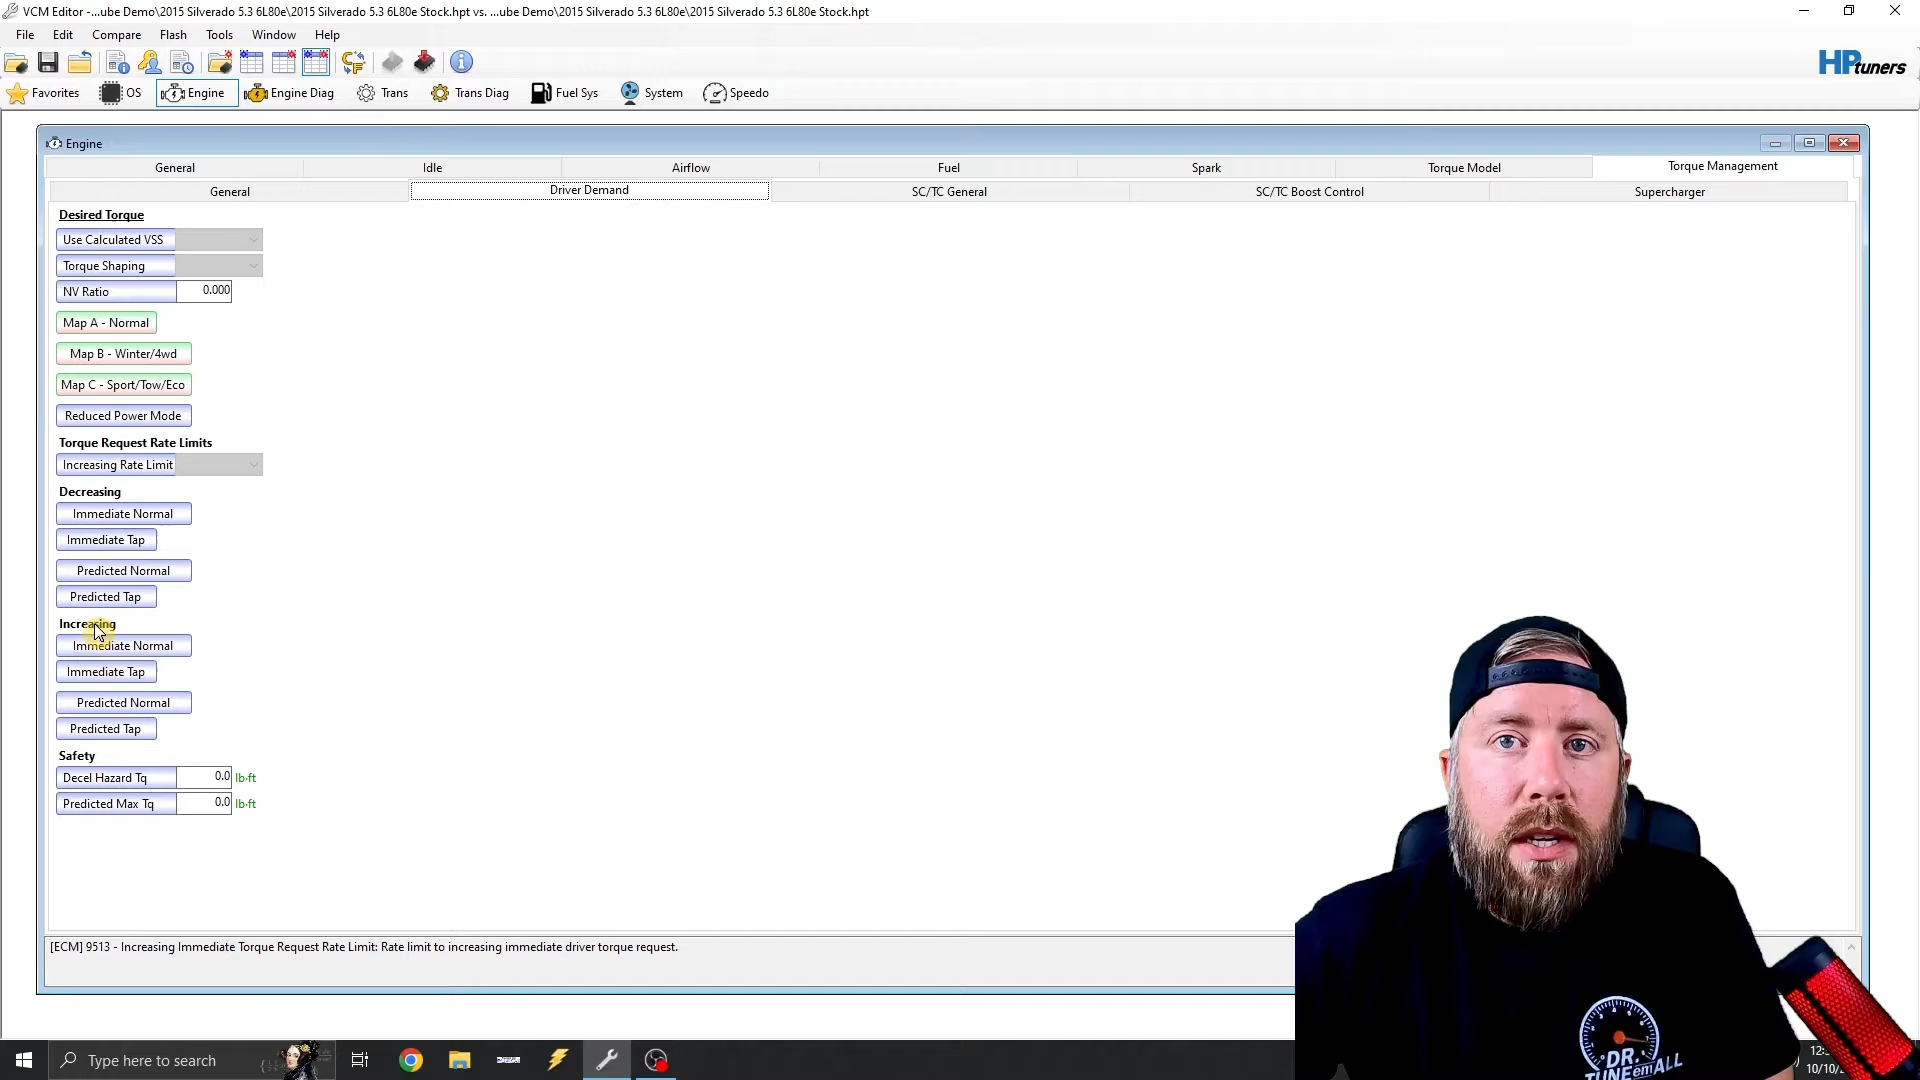 VCM Editor -...ube Demo\2015 Silverado 5.3 6L80e\2015 Silverado 5.3 6L80e Stock.hpt vs. ...ube Demo\2015 Silverado 5.3 6L80e\2015 Silverado 5.3 6L80e Stock.hpt
File Edit Compare Flash Tools Window Help
HPtuners
Favorites OS Engine Engine Diag Trans Trans Diag Fuel Sys System Speedo
Engine
General Idle Airflow Fuel Spark Torque Model Torque Management
General Driver Demand SC/TC General SC/TC Boost Control Supercharger
Desired Torque
Use Calculated VSS
Torque Shaping
NV Ratio 0.000
Map A - Normal
Map B - Winter/4wd
Map C - Sport/Tow/Eco
Reduced Power Mode
Torque Request Rate Limits
Increasing Rate Limit
Decreasing
Immediate Normal
Immediate Tap
Predicted Normal
Predicted Tap
Increasing
Immediate Normal
Immediate Tap
Predicted Normal
Predicted Tap
Safety
Decel Hazard Tq 0.0 lb·ft
Predicted Max Tq 0.0 lb·ft
[ECM] 9513 - Increasing Immediate Torque Request Rate Limit: Rate limit to increasing immediate driver torque request.
DR.
TUNEemALL
Type here to search